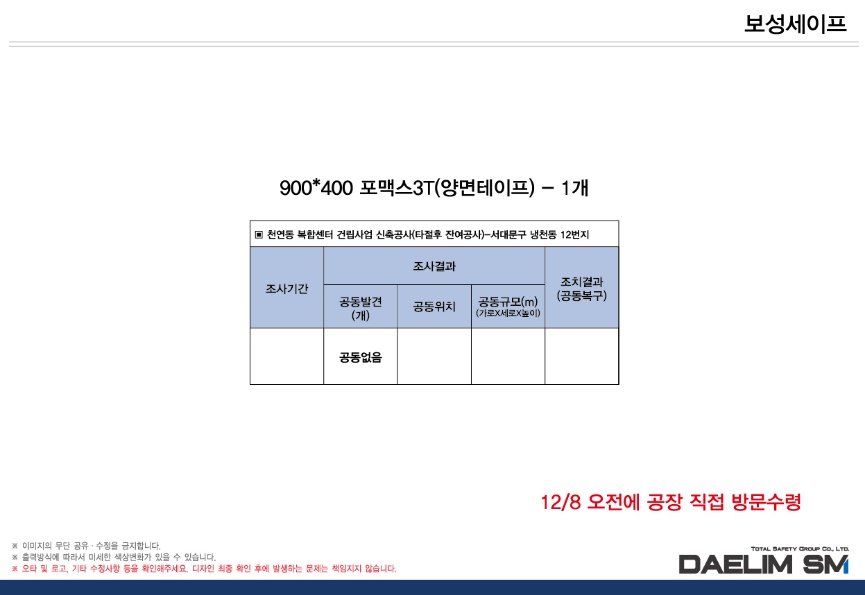 보성세이프
900*400 포맥스3T(양면테이프) - 1개
▣ 천연동 복합센터 건립사업 신축공사(타절후 잔여공사)-서대문구 냉천동 12번지
조사기간
조사결과
조치결과
(공동복구)
공동발견
(개)
공동위치
공동규모(m)
(가로X세로X높이)
공동없음
12/8 오전에 공장 직접 방문수령
※ 이미지의 무단 공유 · 수정을 금지합니다.
※ 출력방식에 따라서 미세한 색상변화가 있을 수 있습니다.
※ 오타 및 로고, 기타 수정사항 등을 확인해주세요. 디자인 최종 확인 후에 발생하는 문제는 책임지지 않습니다.
TOTAL SAFETY GROUP CO., LTD.
DAELIM SM